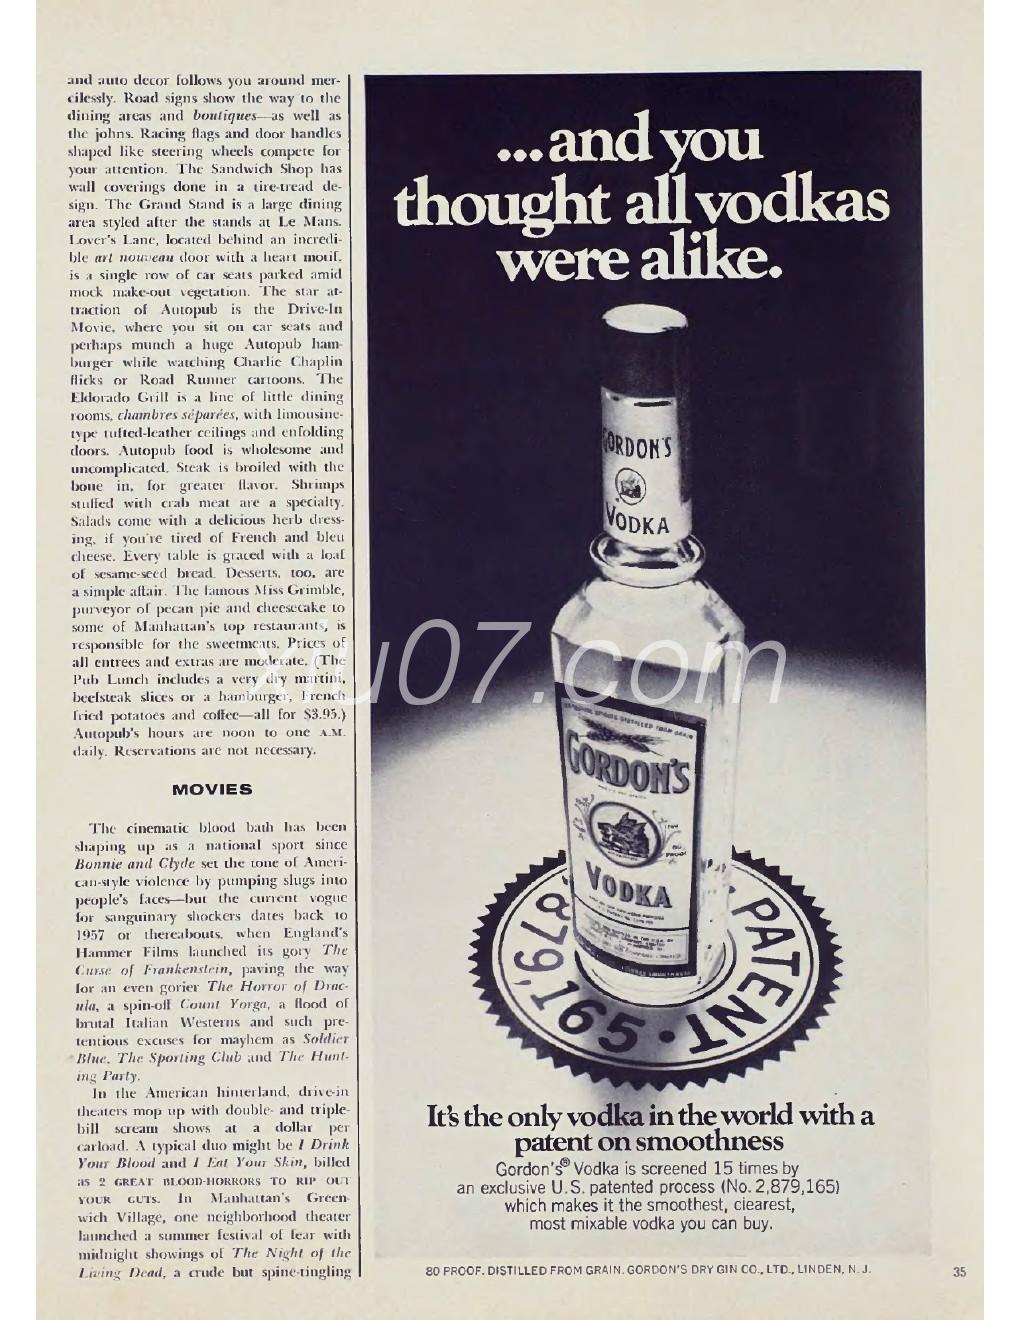 and auto decor follows you around mer-
cilessly. Road signs show the way to the
dining areas and boutiques—as well as
the johns. Racing flags and door handles
shaped like steering wheels compete for
your attention. The Sandwich Shop has
wall coverings done in a tire-tread de-
sign. The Grand Stand is a large dining
area styled after the stands at Le Mans.
Lover's Lane, located behind an incredi-
ble art nouveau door with a heart motif,
is a single row of car seats parked amid
mock make-out vegetation. The star at-
traction of Autopub is the Drive-In
Movie, where you sit on car seats and
perhaps munch a huge Autopub ham-
burger while watching Charlie Chaplin
flicks or Road Runner cartoons. The
Eldorado Grill is a line of little dining
rooms, chambres séparées, with limousine-
type tufted-leather ceilings and enfolding
doors. Autopub food is wholesome and
uncomplicated. Steak is broiled with the
bone in, for greater flavor. Shrimps
stuffed with crab meat are a specialty.
Salads come with a delicious herb dress-
ing, if you're tired of French and bleu
cheese. Every table is graced with a loaf
of sesame-seed bread. Desserts, too, are
a simple affair. The famous Miss Grimble,
purveyor of pecan pie and cheesecake to
some of Manhattan's top restaurants, is
responsible for the sweetmeats. Prices of
all entrees and extras are moderate. (The
Pub Lunch includes a very dry martini,
beefsteak slices or a hamburger, French
fried potatoes and coffee—all for $3.95.)
Autopub's hours are noon to one A.M.
daily. Reservations are not necessary.
MOVIES
The cinematic blood bath has been
shaping up as a national sport since
Bonnie and Clyde set the tone of Ameri-
can-style violence by pumping slugs into
people's faces—but the current vogue
for sanguinary shockers dates back to
1957 or thereabouts, when England's
Hammer Films launched its gory The
Curse of Frankenstein, paving the way
for an even gorier The Horror of Drac-
ula, a spin-off Count Yorga, a flood of
brutal Italian Westerns and such pre-
tentious excuses for mayhem as Soldier
Blue, The Sporting Club and The Hunt-
ing Party.
In the American hinterland, drive-in
theaters mop up with double- and triple-
bill scream shows at a dollar per
carload. A typical duo might be I Drink
Your Blood and I Eat Your Skin, billed
as 2 GREAT BLOOD-HORRORS TO RIP OUT
YOUR GUTS. In Manhattan's Green-
wich Village, one neighborhood theater
launched a summer festival of fear with
midnight showings of The Night of the
Living Dead, a crude but spine-tingling
...and you
thought all vodkas
were alike.
GORDON'S
VODKA
DISTILLED FROM GRAIN
GORDON'S
80
PROOF
VODKA
PATENT
2,879,165
It's the only vodka in the world with a
patent on smoothness
Gordon's® Vodka is screened 15 times by
an exclusive U.S. patented process (No. 2,879,165)
which makes it the smoothest, clearest,
most mixable vodka you can buy.
80 PROOF. DISTILLED FROM GRAIN. GORDON'S DRY GIN CO., LTD., LINDEN, N.J.
35
xiu07.com